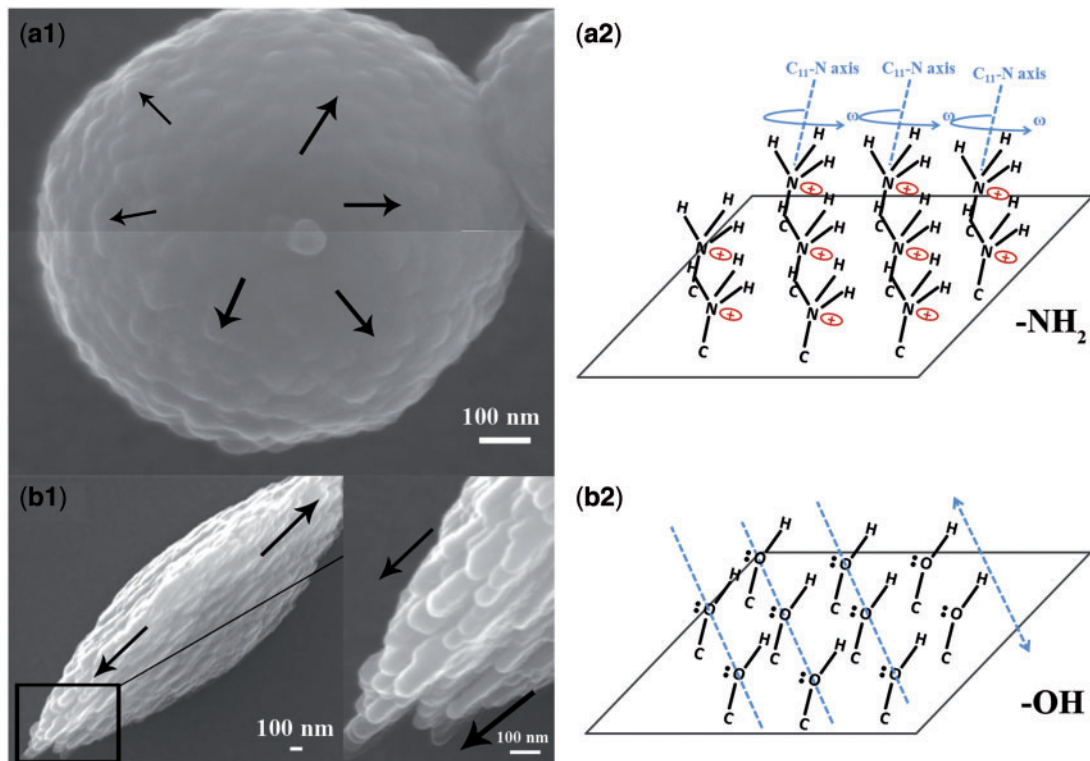 (a1)
100 nm
(a2)
C₁₁-N axis C₁₁-N axis C₁₁-N axis
ω ω ω
H H H H H H
H H H
N + N + N +
H H H H H
H H H H
N + N + N + N +
H H H H
C H C H C H C
N + N + N +
C C C
-NH₂
(b1)
100 nm
100 nm
(b2)
H H H
:O :O :O
C H C H C H H
:O :O :O :O
C H C H C H C
:O :O :O
C C C
-OH